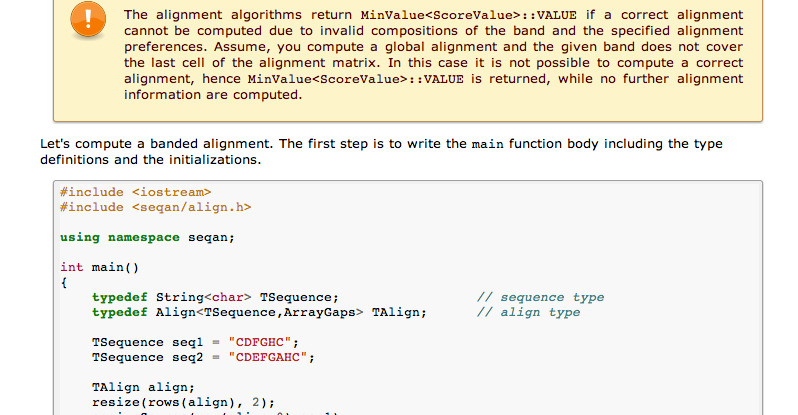 The alignment algorithms return MinValue<ScoreValue>::VALUE if a correct alignment
cannot be computed due to invalid compositions of the band and the specified alignment
preferences. Assume, you compute a global alignment and the given band does not cover
the last cell of the alignment matrix. In this case it is not possible to compute a correct
alignment, hence MinValue<ScoreValue>::VALUE is returned, while no further alignment
information are computed.
Let's compute a banded alignment. The first step is to write the main function body including the type
definitions and the initializations.
#include <iostream>
#include <seqan/align.h>
using namespace seqan;
int main()
{
    typedef String<char> TSequence;                 // sequence type
    typedef Align<TSequence,ArrayGaps> TAlign;      // align type
    TSequence seq1 = "CDFGHC";
    TSequence seq2 = "CDEFGAHC";
    TAlign align;
    resize(rows(align), 2);